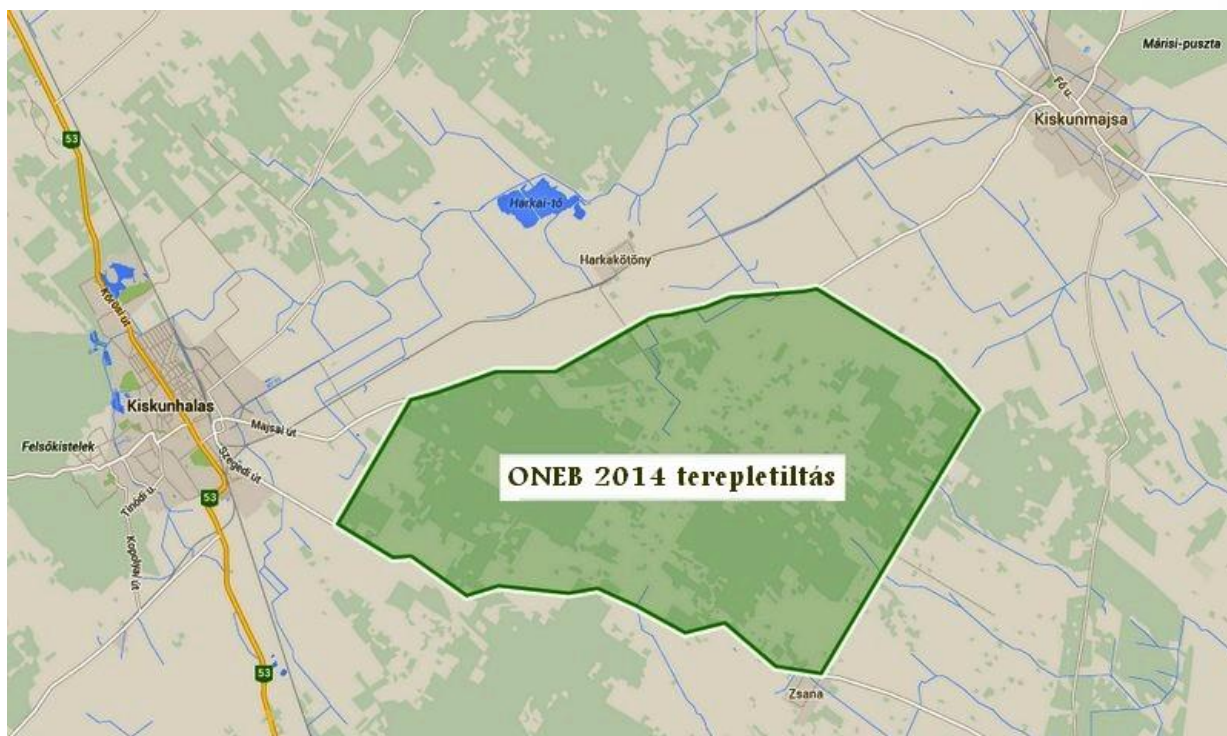 Márisi-puszta
53
Fő u.
Kiskunmajsa
Harkai-tó
Harkakötöny
Kőrösi út
Kiskunhalas
Majsai út
Felsőkistelek
Szegedi út
ONEB 2014 terepletiltás
53
Tinódi u.
Kopolyai út
53
Zsana